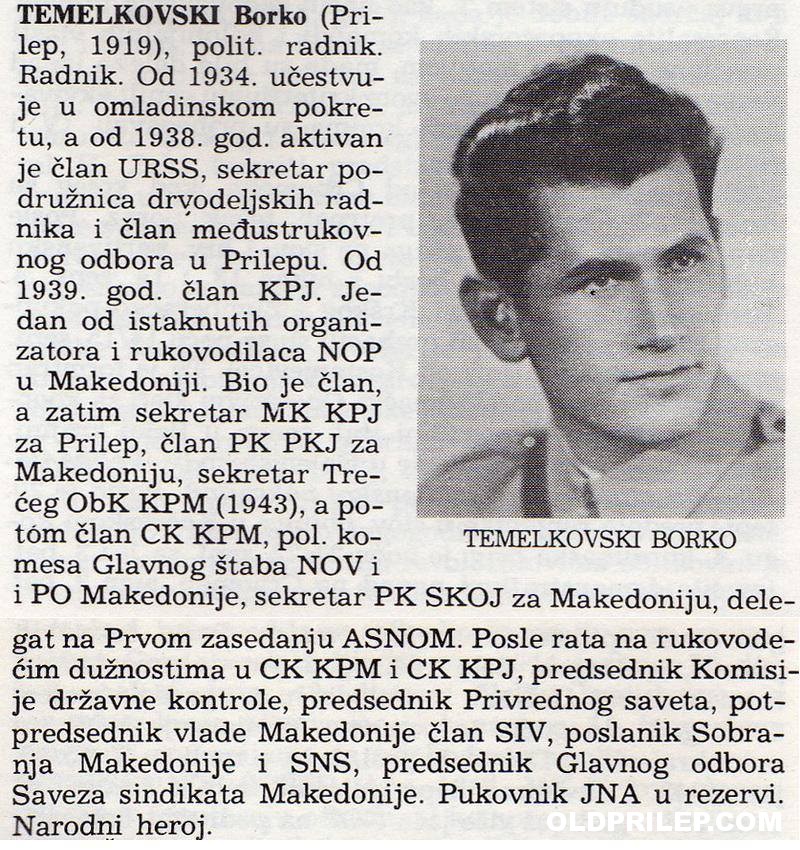 TEMELKOVSKI Borko (Pri-
lep, 1919), polit. radnik.
Radnik. Od 1934. učestvu-
je u omladinskom pokre-
tu, a od 1938. god. aktivan
je član URSS, sekretar po-
družnica drvodeljskih rad-
nika i član međustrukov-
nog odbora u Prilepu. Od
1939. god. član KPJ. Je-
dan od istaknutih organi-
zatora i rukovodilaca NOP
u Makedoniji. Bio je član,
a zatim sekretar MK KPJ
za Prilep, član PK PKJ za
Makedoniju, sekretar Tre-
ćeg ObK KPM (1943), a po-
tóm član CK KPM, pol. ko-
mesa Glavnog štaba NOV i
i PO Makedonije, sekretar PK SKOJ za Makedoniju, dele-
gat na Prvom zasedanju ASNOM. Posle rata na rukovode-
ćim dužnostima u CK KPM i CK KPJ, predsednik Komisi-
je državne kontrole, predsednik Privrednog saveta, pot-
predsednik vlade Makedonije član SIV, poslanik Sobra-
nja Makedonije i SNS, predsednik Glavnog odbora
Saveza sindikata Makedonije. Pukovnik JNA u rezervi.
Narodni heroj.
TEMELKOVSKI BORKO
OLDPRILEP.COM